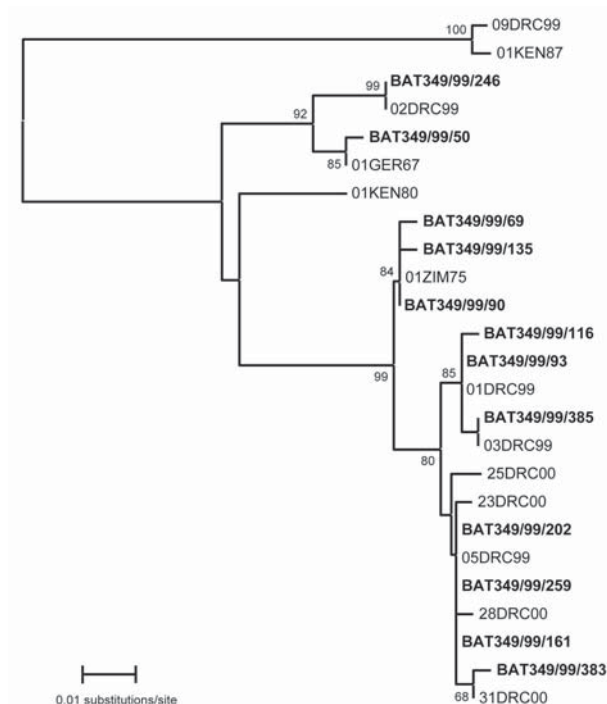 09DRC99
100
01KEN87
BAT349/99/246
99
02DRC99
92
BAT349/99/50
85
01GER67
01KEN80
BAT349/99/69
BAT349/99/135
84
01ZIM75
BAT349/99/90
BAT349/99/116
BAT349/99/93
85
99
01DRC99
BAT349/99/385
03DRC99
80
25DRC00
23DRC00
BAT349/99/202
05DRC99
BAT349/99/259
28DRC00
BAT349/99/161
BAT349/99/383
68
31DRC00
0.01 substitutions/site